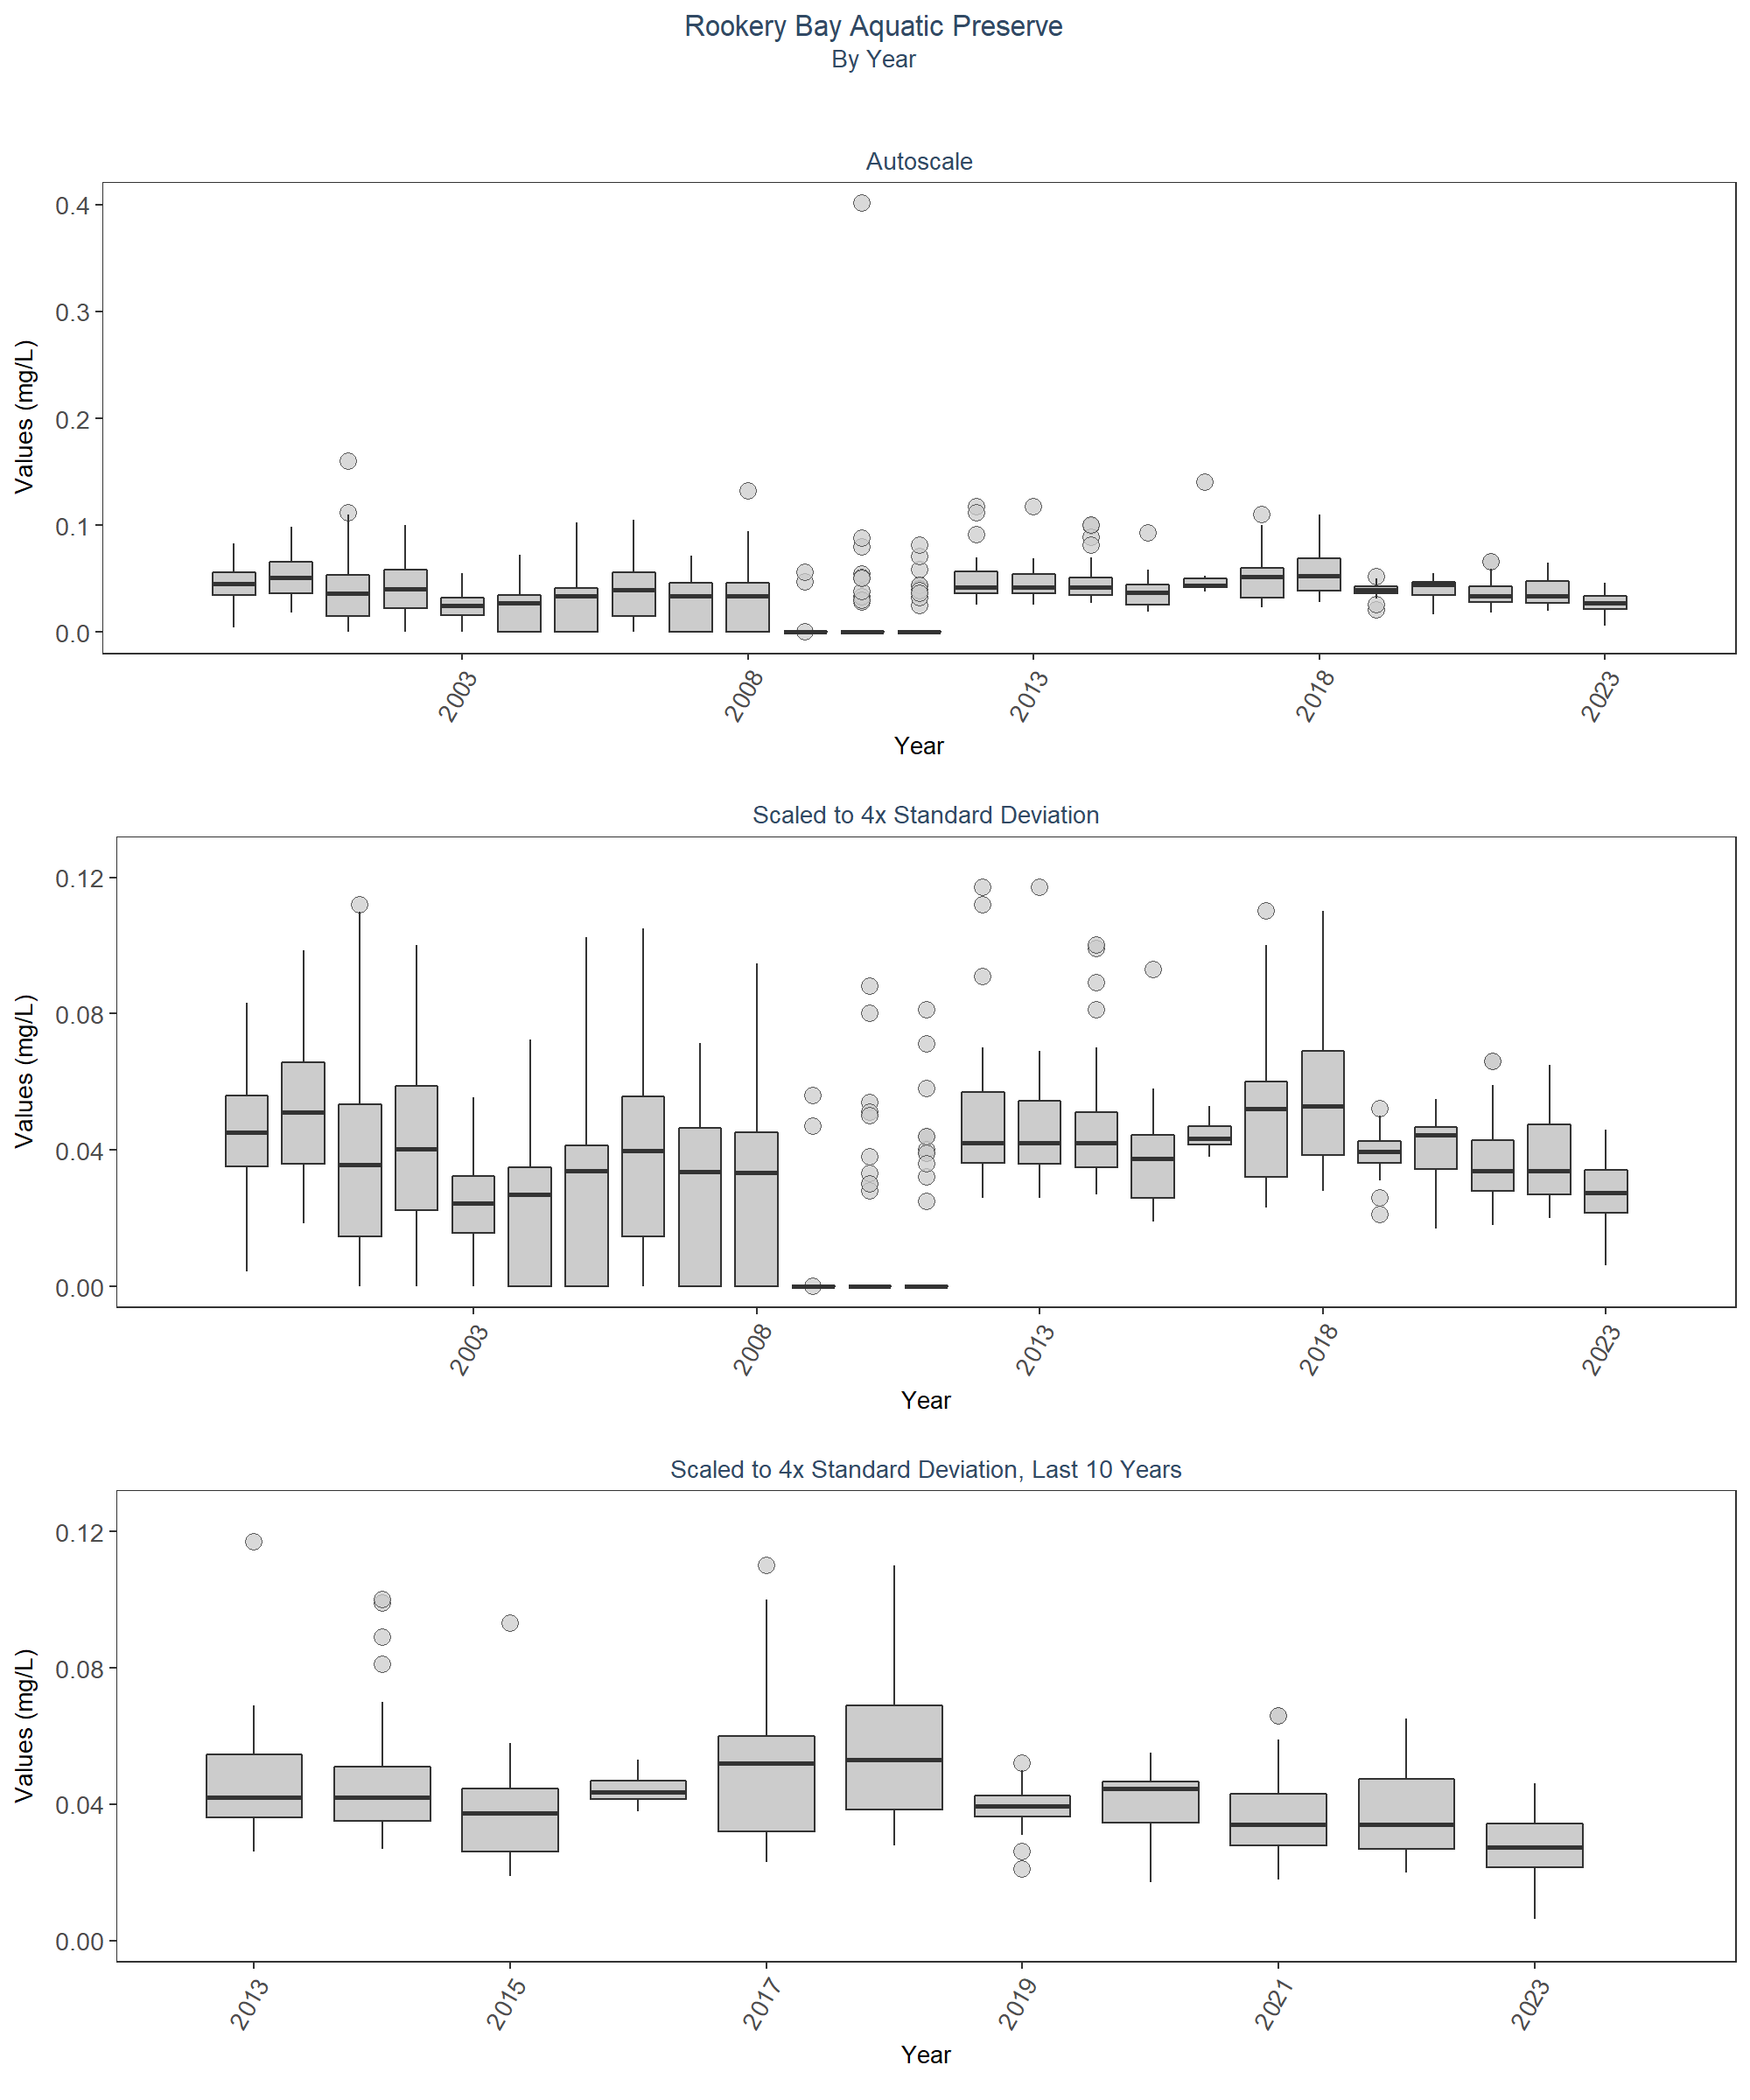 Rookery Bay Aquatic Preserve
By Year
Autoscale
Values (mg/L)
0.4
0.3
0.2
0.1
0.0
2003 2008 2013 2018 2023
Year
Scaled to 4x Standard Deviation
Values (mg/L)
0.12
0.08
0.04
0.00
2003 2008 2013 2018 2023
Year
Scaled to 4x Standard Deviation, Last 10 Years
Values (mg/L)
0.12
0.08
0.04
0.00
2013 2015 2017 2019 2021 2023
Year